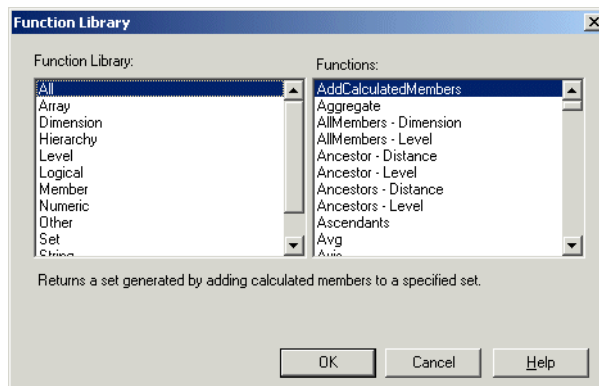 Function Library
Function Library:
Functions:
All
Array
Dimension
Hierarchy
Level
Logical
Member
Numeric
Other
Set
String
AddCalculatedMembers
Aggregate
AllMembers - Dimension
AllMembers - Level
Ancestor - Distance
Ancestor - Level
Ancestors - Distance
Ancestors - Level
Ascendants
Avg
Axis
Returns a set generated by adding calculated members to a specified set.
OK
Cancel
Help